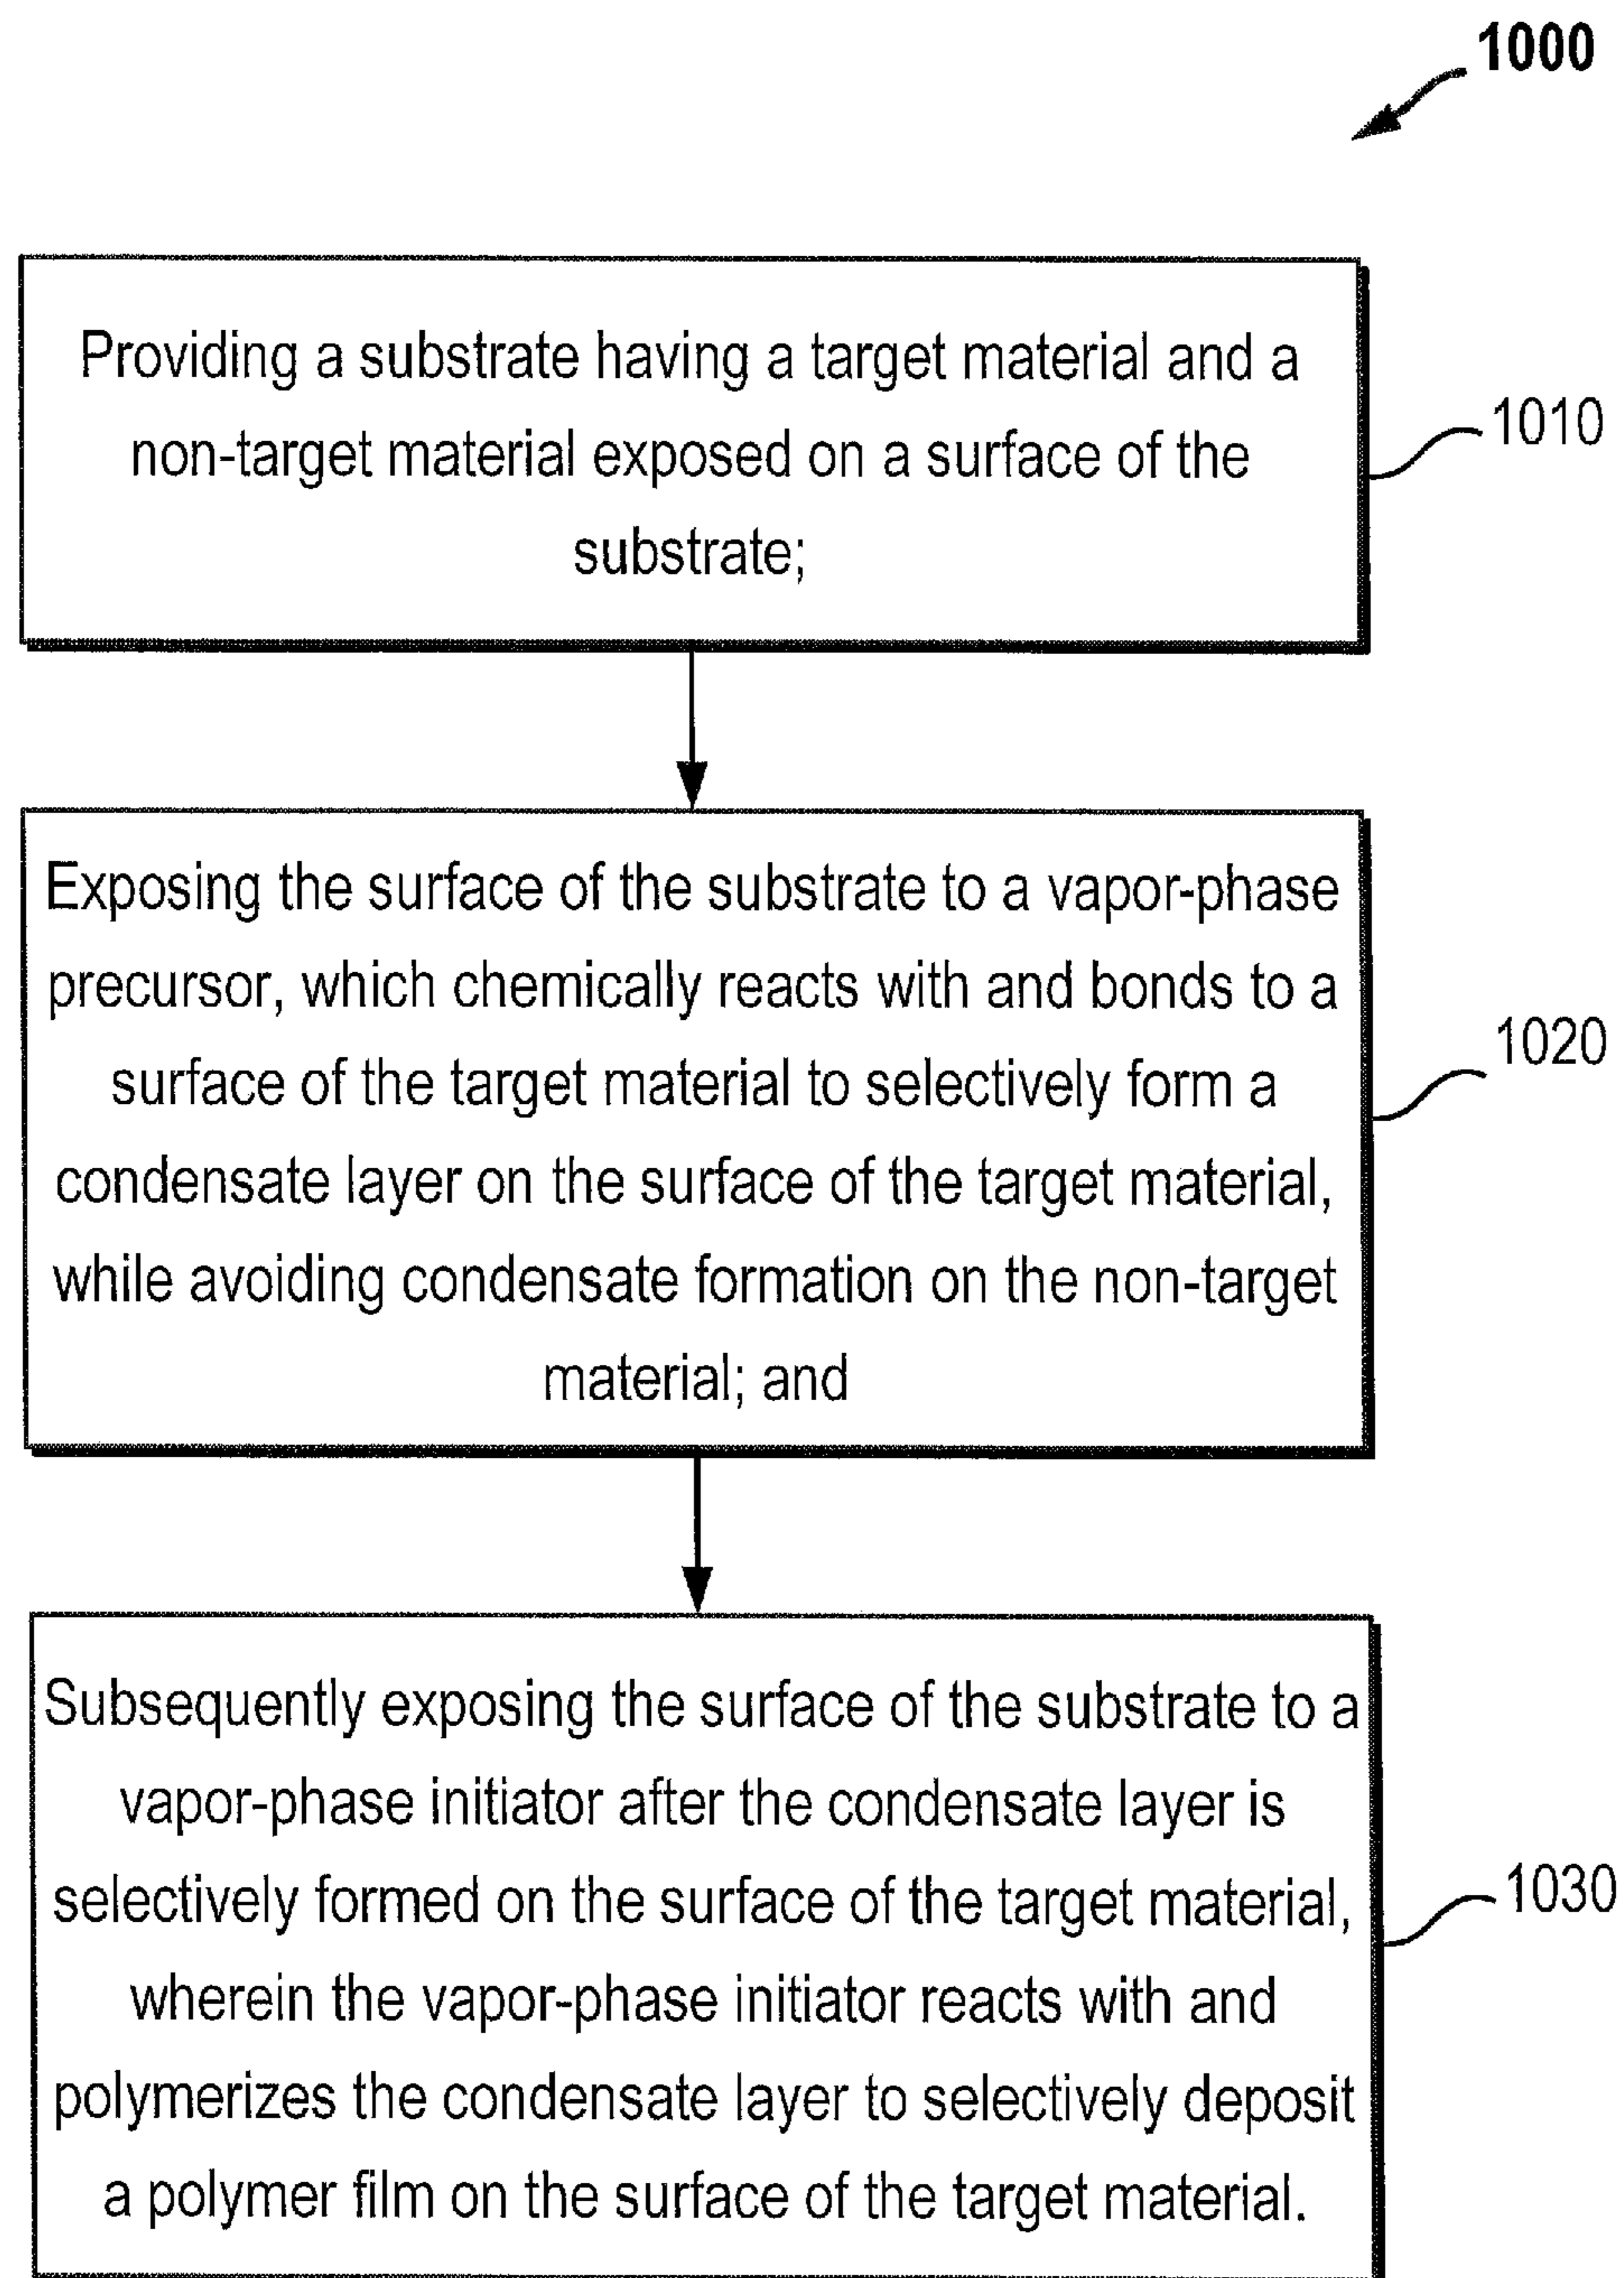 1000
Providing a substrate having a target material and a
non-target material exposed on a surface of the
substrate;
1010
Exposing the surface of the substrate to a vapor-phase
precursor, which chemically reacts with and bonds to a
surface of the target material to selectively form a
condensate layer on the surface of the target material,
while avoiding condensate formation on the non-target
material; and
1020
Subsequently exposing the surface of the substrate to a
vapor-phase initiator after the condensate layer is
selectively formed on the surface of the target material,
wherein the vapor-phase initiator reacts with and
polymerizes the condensate layer to selectively deposit
a polymer film on the surface of the target material.
1030